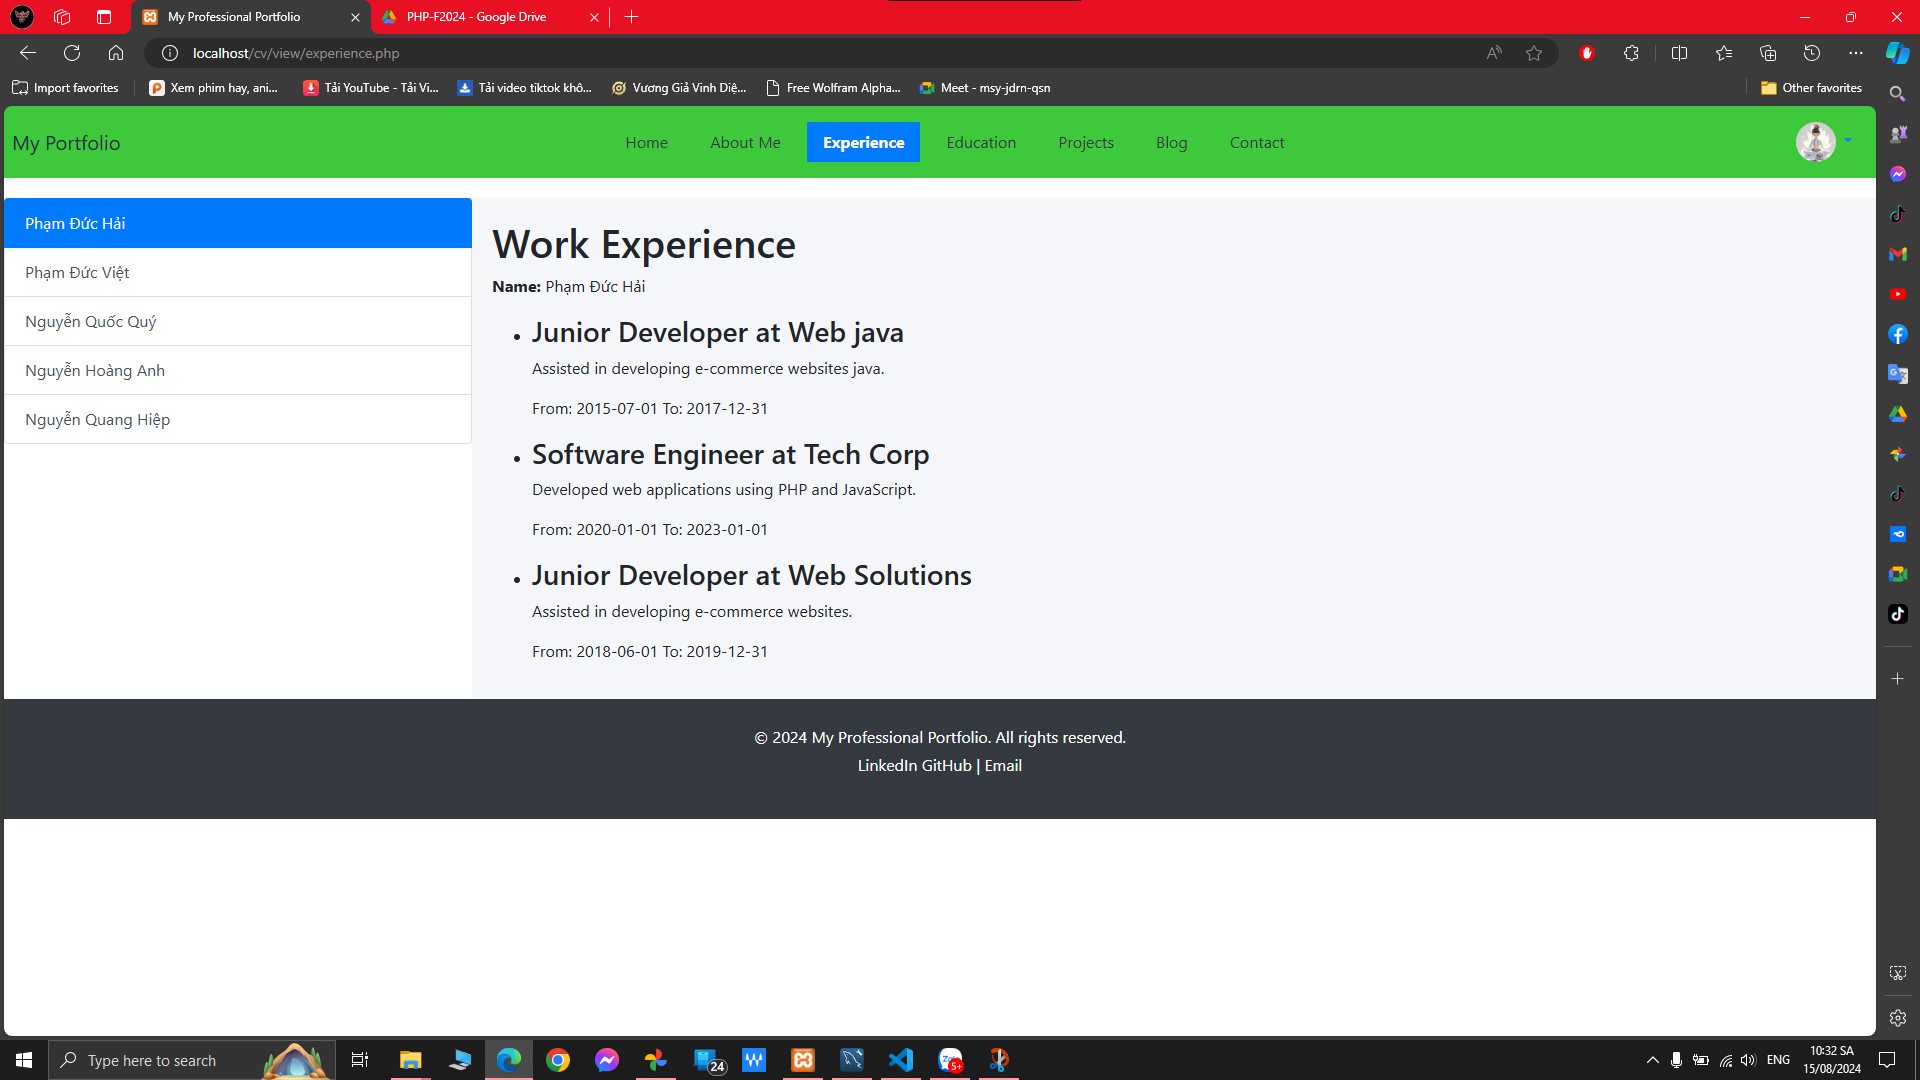 My Professional Portfolio
PHP-F2024 - Google Drive
localhost/cv/view/experience.php
Import favorites
Xem phim hay, ani...
Tải YouTube - Tải Vi...
Tải video tiktok khô...
Vương Giả Vinh Diệ...
Free Wolfram Alpha...
Meet - msy-jdrn-qsn
Other favorites
My Portfolio
Home
About Me
Experience
Education
Projects
Blog
Contact
Phạm Đức Hải
Phạm Đức Việt
Nguyễn Quốc Quý
Nguyễn Hoàng Anh
Nguyễn Quang Hiệp
Work Experience
Name: Phạm Đức Hải
Junior Developer at Web java
Assisted in developing e-commerce websites java.
From: 2015-07-01 To: 2017-12-31
Software Engineer at Tech Corp
Developed web applications using PHP and JavaScript.
From: 2020-01-01 To: 2023-01-01
Junior Developer at Web Solutions
Assisted in developing e-commerce websites.
From: 2018-06-01 To: 2019-12-31
© 2024 My Professional Portfolio. All rights reserved.
LinkedIn GitHub | Email
Type here to search
24
5+
ENG
10:32 SA
15/08/2024